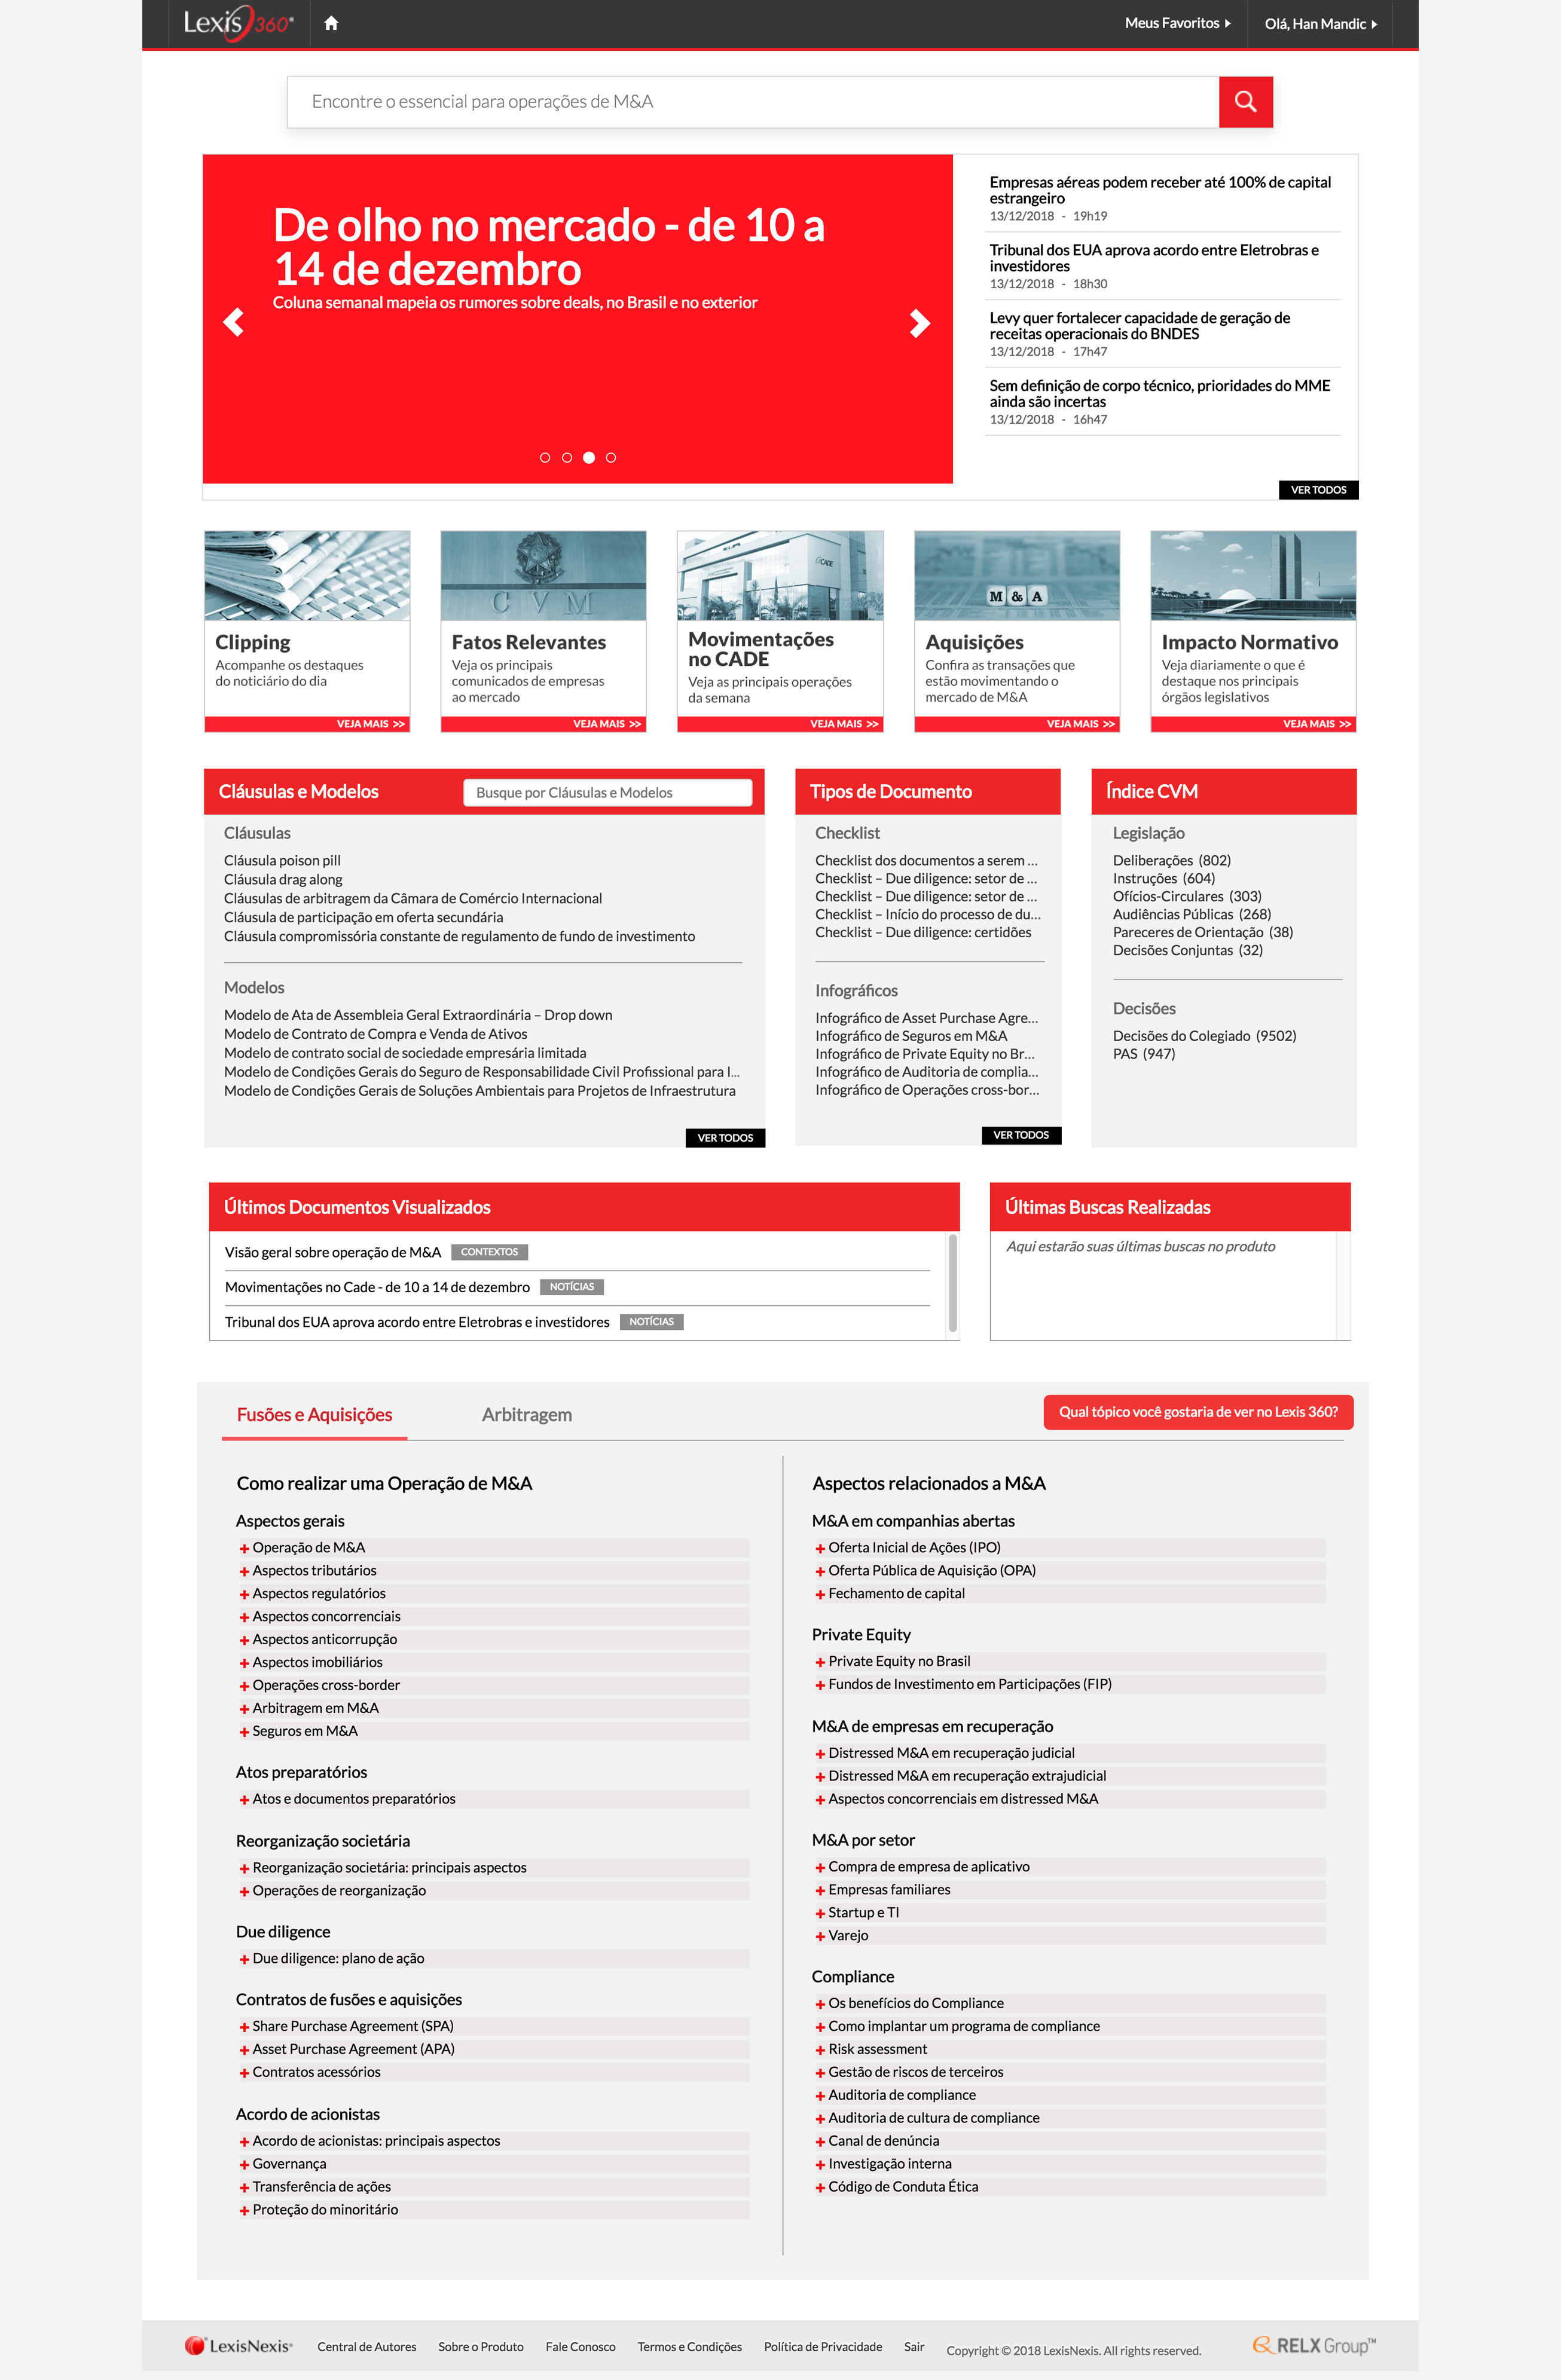 Lexis 360®
Meus Favoritos
Olá, Han Mandic
Encontre o essencial para operações de M&A
De olho no mercado - de 10 a
14 de dezembro
Coluna semanal mapeia os rumores sobre deals, no Brasil e no exterior
Empresas aéreas podem receber até 100% de capital
estrangeiro
13/12/2018 - 19h19
Tribunal dos EUA aprova acordo entre Eletrobras e
investidores
13/12/2018 - 18h30
Levy quer fortalecer capacidade de geração de
receitas operacionais do BNDES
13/12/2018 - 17h47
Sem definição de corpo técnico, prioridades do MME
ainda são incertas
13/12/2018 - 16h47
VER TODOS
Clipping
Acompanhe os destaques
do noticiário do dia
VEJA MAIS >>
CVM
Fatos Relevantes
Veja os principais
comunicados de empresas
ao mercado
VEJA MAIS >>
CADE
Movimentações
no CADE
Veja as principais operações
da semana
VEJA MAIS >>
M & A
Aquisições
Confira as transações que
estão movimentando o
mercado de M&A
VEJA MAIS >>
Impacto Normativo
Veja diariamente o que é
destaque nos principais
órgãos legislativos
VEJA MAIS >>
Cláusulas e Modelos
Busque por Cláusulas e Modelos
Cláusulas
Cláusula poison pill
Cláusula drag along
Cláusulas de arbitragem da Câmara de Comércio Internacional
Cláusula de participação em oferta secundária
Cláusula compromissória constante de regulamento de fundo de investimento
Modelos
Modelo de Ata de Assembleia Geral Extraordinária – Drop down
Modelo de Contrato de Compra e Venda de Ativos
Modelo de contrato social de sociedade empresária limitada
Modelo de Condições Gerais do Seguro de Responsabilidade Civil Profissional para I...
Modelo de Condições Gerais de Soluções Ambientais para Projetos de Infraestrutura
VER TODOS
Tipos de Documento
Checklist
Checklist dos documentos a serem ...
Checklist – Due diligence: setor de ...
Checklist – Due diligence: setor de ...
Checklist – Início do processo de du...
Checklist – Due diligence: certidões
Infográficos
Infográfico de Asset Purchase Agre...
Infográfico de Seguros em M&A
Infográfico de Private Equity no Br...
Infográfico de Auditoria de complia...
Infográfico de Operações cross-bor...
VER TODOS
Índice CVM
Legislação
Deliberações (802)
Instruções (604)
Ofícios-Circulares (303)
Audiências Públicas (268)
Pareceres de Orientação (38)
Decisões Conjuntas (32)
Decisões
Decisões do Colegiado (9502)
PAS (947)
Últimos Documentos Visualizados
Visão geral sobre operação de M&A CONTEXTOS
Movimentações no Cade - de 10 a 14 de dezembro NOTÍCIAS
Tribunal dos EUA aprova acordo entre Eletrobras e investidores NOTÍCIAS
Últimas Buscas Realizadas
Aqui estarão suas últimas buscas no produto
Fusões e Aquisições
Arbitragem
Qual tópico você gostaria de ver no Lexis 360?
Como realizar uma Operação de M&A
Aspectos gerais
Operação de M&A
Aspectos tributários
Aspectos regulatórios
Aspectos concorrenciais
Aspectos anticorrupção
Aspectos imobiliários
Operações cross-border
Arbitragem em M&A
Seguros em M&A
Atos preparatórios
Atos e documentos preparatórios
Reorganização societária
Reorganização societária: principais aspectos
Operações de reorganização
Due diligence
Due diligence: plano de ação
Contratos de fusões e aquisições
Share Purchase Agreement (SPA)
Asset Purchase Agreement (APA)
Contratos acessórios
Acordo de acionistas
Acordo de acionistas: principais aspectos
Governança
Transferência de ações
Proteção do minoritário
Aspectos relacionados a M&A
M&A em companhias abertas
Oferta Inicial de Ações (IPO)
Oferta Pública de Aquisição (OPA)
Fechamento de capital
Private Equity
Private Equity no Brasil
Fundos de Investimento em Participações (FIP)
M&A de empresas em recuperação
Distressed M&A em recuperação judicial
Distressed M&A em recuperação extrajudicial
Aspectos concorrenciais em distressed M&A
M&A por setor
Compra de empresa de aplicativo
Empresas familiares
Startup e TI
Varejo
Compliance
Os benefícios do Compliance
Como implantar um programa de compliance
Risk assessment
Gestão de riscos de terceiros
Auditoria de compliance
Auditoria de cultura de compliance
Canal de denúncia
Investigação interna
Código de Conduta Ética
LexisNexis® Central de Autores Sobre o Produto Fale Conosco Termos e Condições Política de Privacidade Sair Copyright © 2018 LexisNexis. All rights reserved. RELX Group™